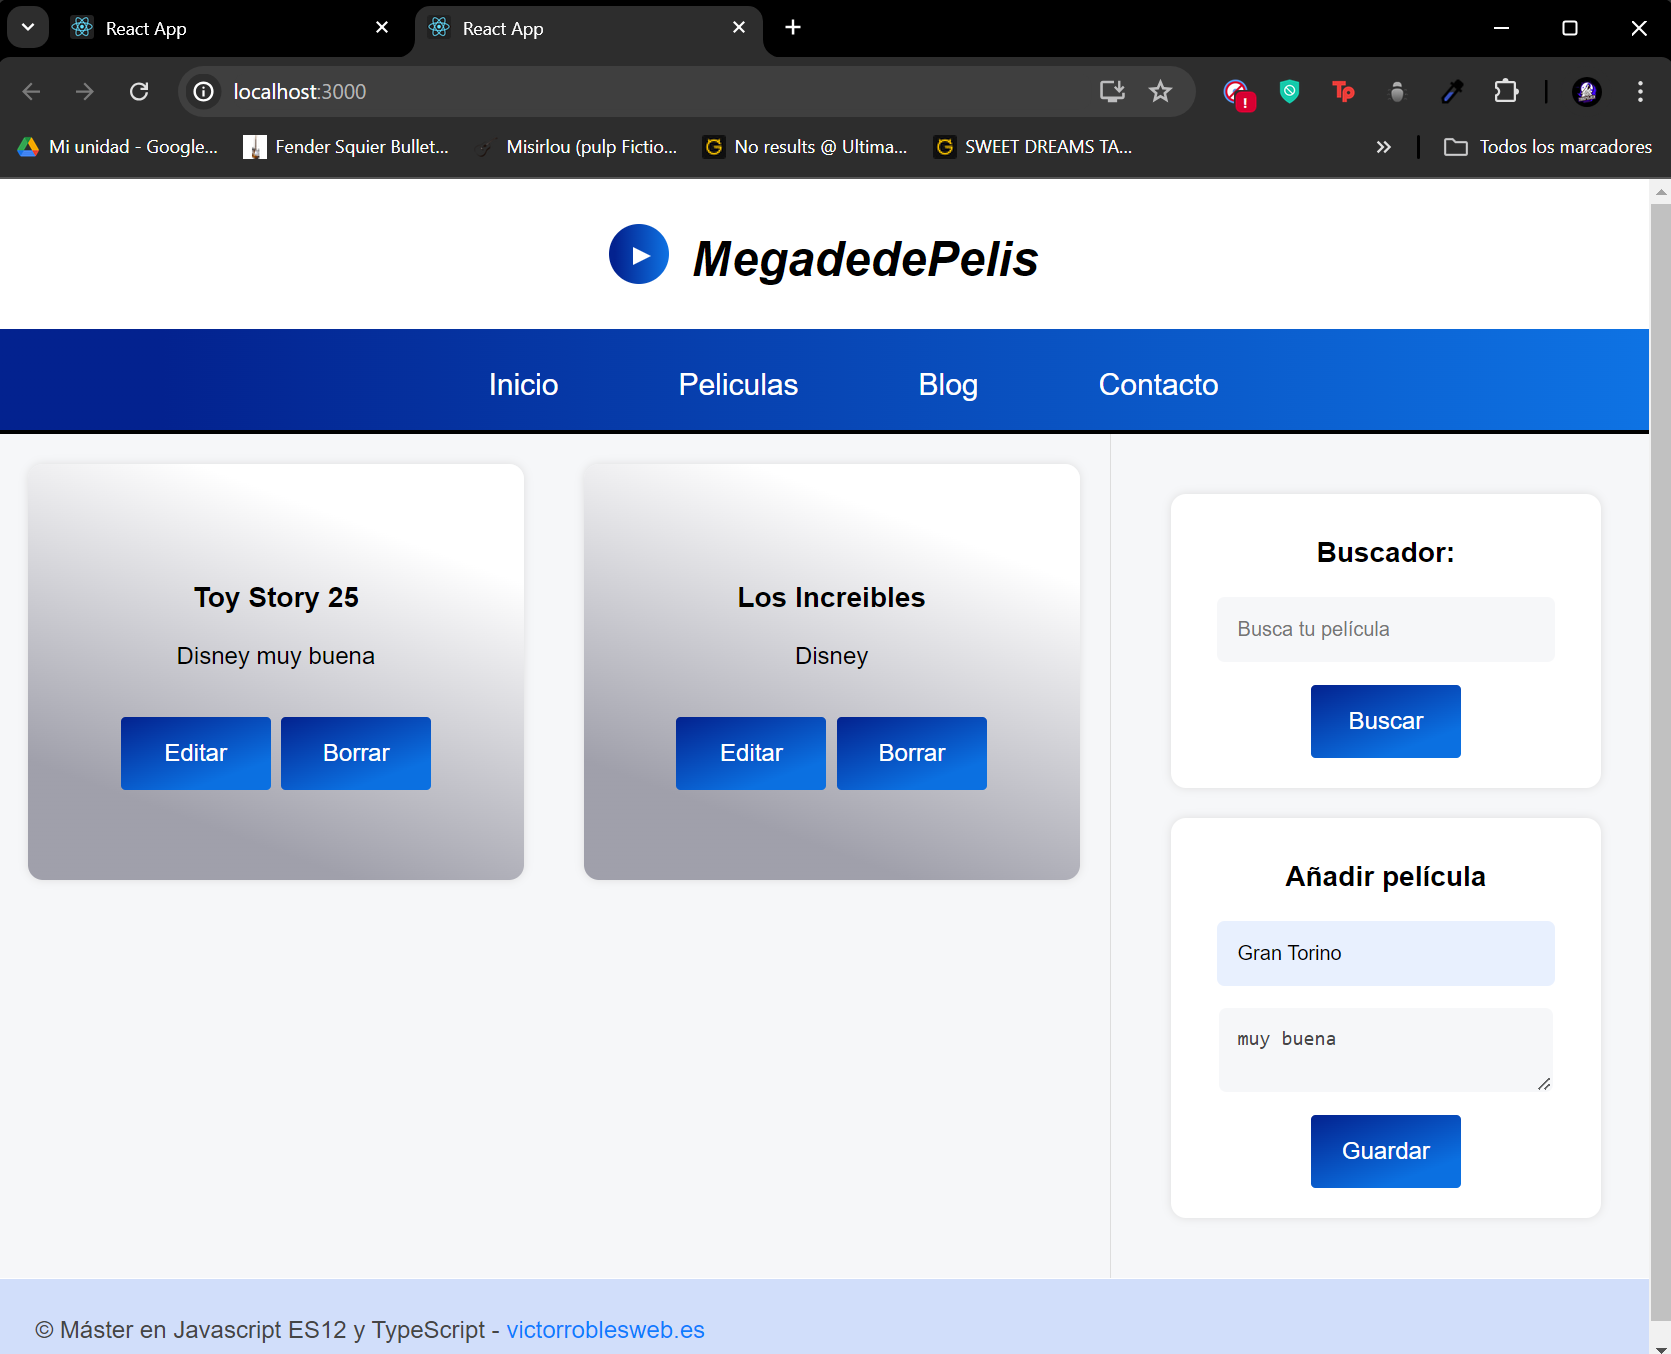 React App
React App
localhost:3000
Mi unidad - Google...
Fender Squier Bullet...
Misirlou (pulp Fictio...
No results @ Ultima...
SWEET DREAMS TA...
Todos los marcadores
MegadedePelis
Inicio
Peliculas
Blog
Contacto
Toy Story 25
Disney muy buena
Editar
Borrar
Los Increibles
Disney
Editar
Borrar
Buscador:
Busca tu película
Buscar
Añadir película
Gran Torino
muy buena
Guardar
© Máster en Javascript ES12 y TypeScript - victorroblesweb.es